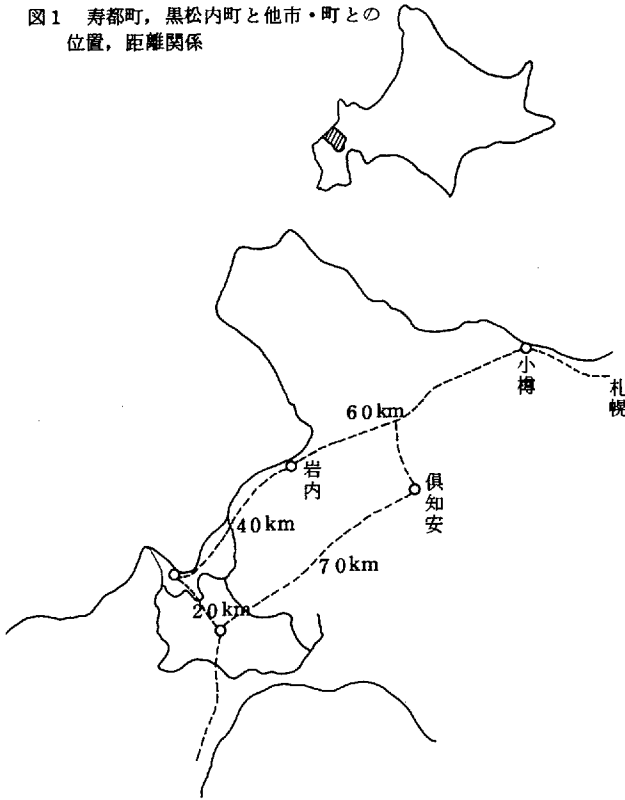 図1 寿都町，黒松内町と他市・町との
位置，距離関係
小樽
札幌
60km
岩内
倶知安
40km
70km
20km